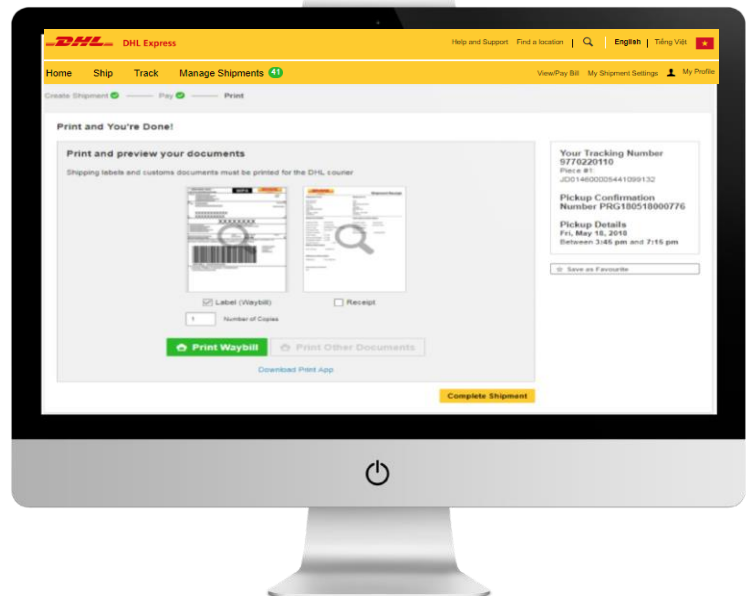 DHL DHL Express
Help and Support Find a location | English | Tiếng Việt
Home Ship Track Manage Shipments 41
View/Pay Bill My Shipment Settings My Profile
Create Shipment Pay Print
Print and You're Done!
Print and preview your documents
Shipping labels and customs documents must be printed for the DHL courier
Label (Waybill) Receipt
1 Number of Copies
Print Waybill Print Other Documents
Download Print App
Complete Shipment
Your Tracking Number
9770220110
Piece #1:
JD014600005441099132
Pickup Confirmation
Number PRG180518000776
Pickup Details
Fri, May 18, 2018
Between 3:45 pm and 7:15 pm
Save as Favourite